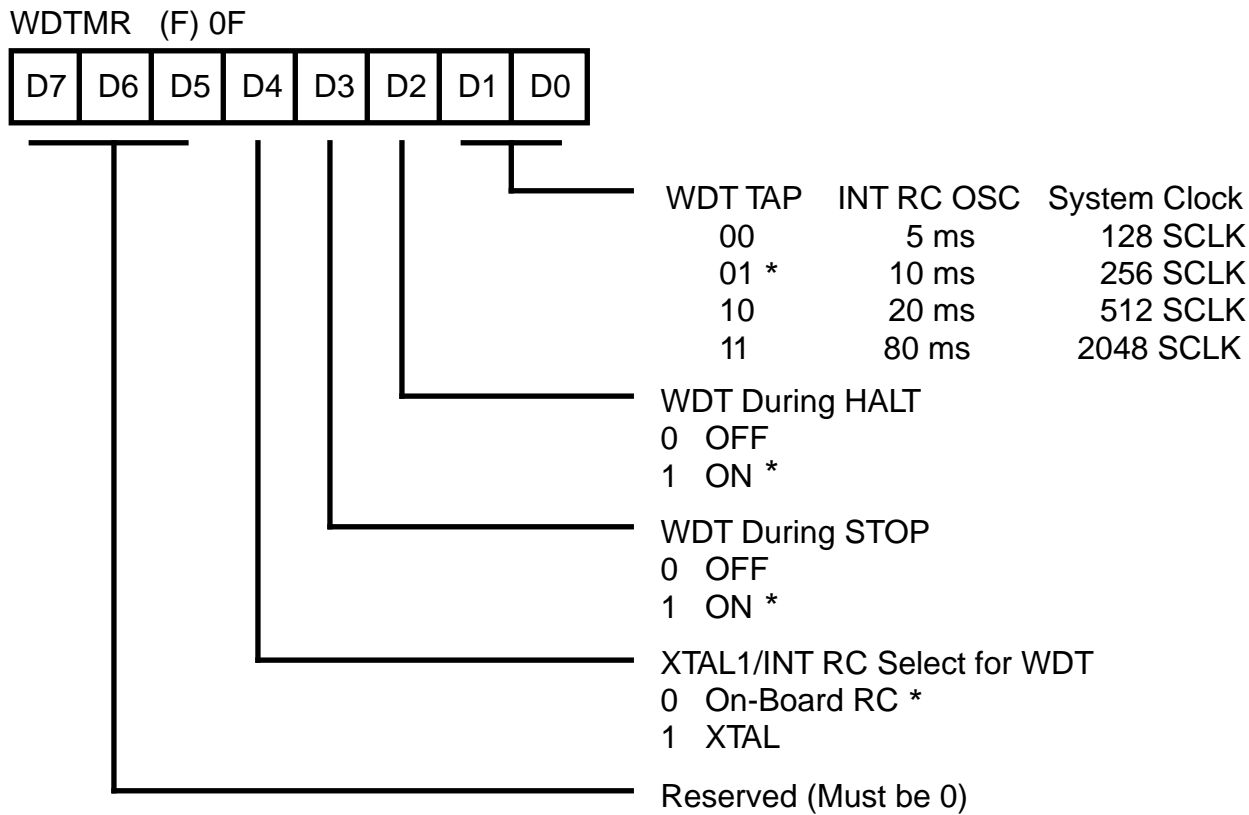 WDTMR (F) 0F
D7 D6 D5 D4 D3 D2 D1 D0
WDT TAP INT RC OSC System Clock
00 5 ms 128 SCLK
01 * 10 ms 256 SCLK
10 20 ms 512 SCLK
11 80 ms 2048 SCLK
WDT During HALT
0 OFF
1 ON *
WDT During STOP
0 OFF
1 ON *
XTAL1/INT RC Select for WDT
0 On-Board RC *
1 XTAL
Reserved (Must be 0)